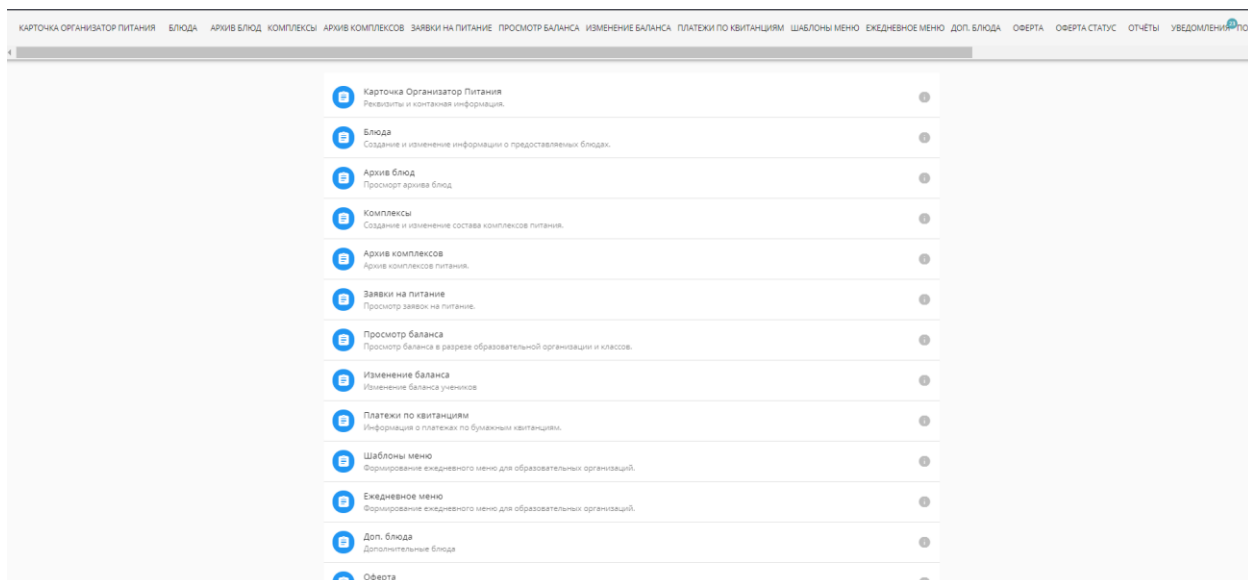 КАРТОЧКА ОРГАНИЗАТОР ПИТАНИЯ БЛЮДА АРХИВ БЛЮД КОМПЛЕКСЫ АРХИВ КОМПЛЕКСОВ ЗАЯВКИ НА ПИТАНИЕ ПРОСМОТР БАЛАНСА ИЗМЕНЕНИЕ БАЛАНСА ПЛАТЕЖИ ПО КВИТАНЦИЯМ ШАБЛОНЫ МЕНЮ ЕЖЕДНЕВНОЕ МЕНЮ ДОП. БЛЮДА ОФЕРТА ОФЕРТА СТАТУС ОТЧЁТЫ УВЕДОМЛЕНИЯ ПО
Карточка Организатор Питания
Реквизиты и контакная информация.
Блюда
Создание и изменение информации о предоставляемых блюдах.
Архив блюд
Просморт архива блюд
Комплексы
Создание и изменение состава комплексов питания.
Архив комплексов
Архив комплексов питания.
Заявки на питание
Просмотр заявок на питание.
Просмотр баланса
Просмотр баланса в разрезе образовательной организации и классов.
Изменение баланса
Изменение баланса учеников
Платежи по квитанциям
Информация о платежах по бумажным квитанциям.
Шаблоны меню
Формирование ежедневного меню для образовательных организаций.
Ежедневное меню
Формирование ежедневного меню для образовательных организаций.
Доп. блюда
Дополнительные блюда
Оферта